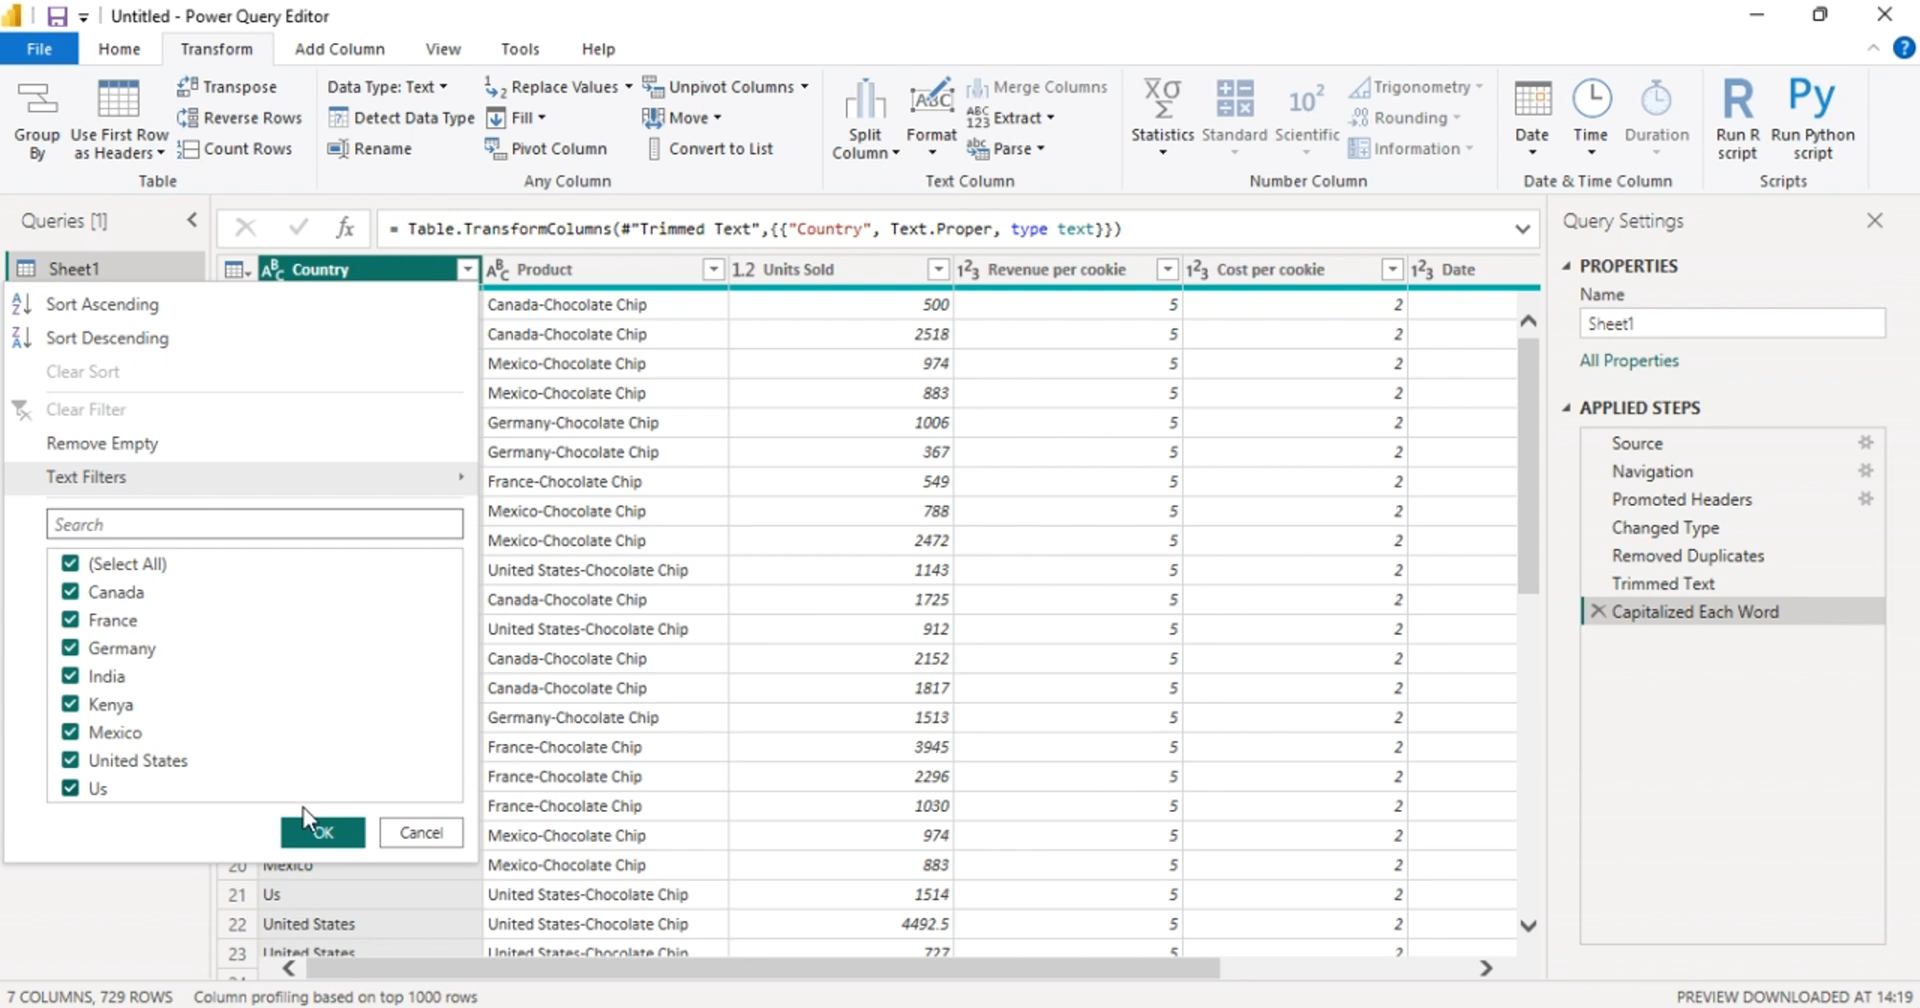 Untitled - Power Query Editor
File Home Transform Add Column View Tools Help
Group By
Use First Row as Headers
Transpose
Reverse Rows
Count Rows
Table
Data Type: Text
Detect Data Type
Rename
Replace Values
Fill
Pivot Column
Unpivot Columns
Move
Convert to List
Any Column
Split Column
Format
Merge Columns
Extract
Parse
Text Column
Statistics
Standard
Scientific
Trigonometry
Rounding
Information
Number Column
Date
Time
Duration
Date & Time Column
Run R script
Run Python script
Scripts
Queries [1]
Sheet1
= Table.TransformColumns(#"Trimmed Text",{{"Country", Text.Proper, type text}})
Country Product 1.2 Units Sold 123 Revenue per cookie 123 Cost per cookie 123 Date
Sort Ascending
Sort Descending
Clear Sort
Clear Filter
Remove Empty
Text Filters
Search
(Select All)
Canada
France
Germany
India
Kenya
Mexico
United States
Us
OK Cancel
Canada-Chocolate Chip 500 5 2
Canada-Chocolate Chip 2518 5 2
Mexico-Chocolate Chip 974 5 2
Mexico-Chocolate Chip 883 5 2
Germany-Chocolate Chip 1006 5 2
Germany-Chocolate Chip 367 5 2
France-Chocolate Chip 549 5 2
Mexico-Chocolate Chip 788 5 2
Mexico-Chocolate Chip 2472 5 2
United States-Chocolate Chip 1143 5 2
Canada-Chocolate Chip 1725 5 2
United States-Chocolate Chip 912 5 2
Canada-Chocolate Chip 2152 5 2
Canada-Chocolate Chip 1817 5 2
Germany-Chocolate Chip 1513 5 2
France-Chocolate Chip 3945 5 2
France-Chocolate Chip 2296 5 2
France-Chocolate Chip 1030 5 2
Mexico-Chocolate Chip 974 5 2
20 Mexico Mexico-Chocolate Chip 883 5 2
21 Us United States-Chocolate Chip 1514 5 2
22 United States United States-Chocolate Chip 4492.5 5 2
23 United States United States-Chocolate Chip 727 5 2
Query Settings
PROPERTIES
Name
Sheet1
All Properties
APPLIED STEPS
Source
Navigation
Promoted Headers
Changed Type
Removed Duplicates
Trimmed Text
Capitalized Each Word
7 COLUMNS, 729 ROWS Column profiling based on top 1000 rows
PREVIEW DOWNLOADED AT 14:19